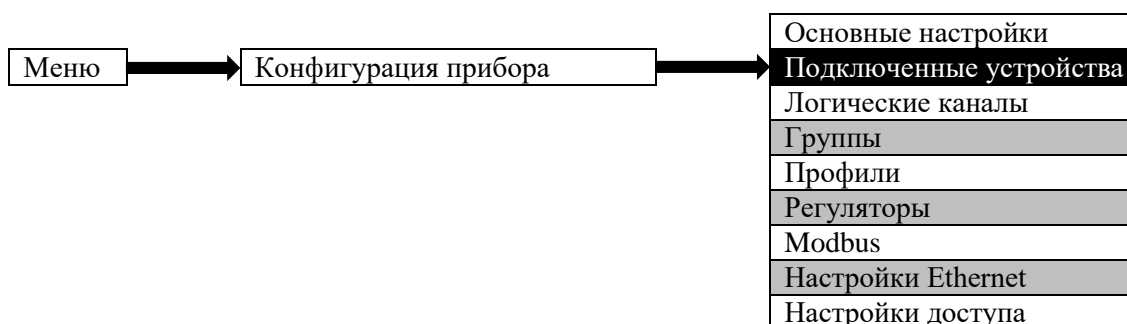 Меню
Конфигурация прибора
Основные настройки
Подключенные устройства
Логические каналы
Группы
Профили
Регуляторы
Modbus
Настройки Ethernet
Настройки доступа